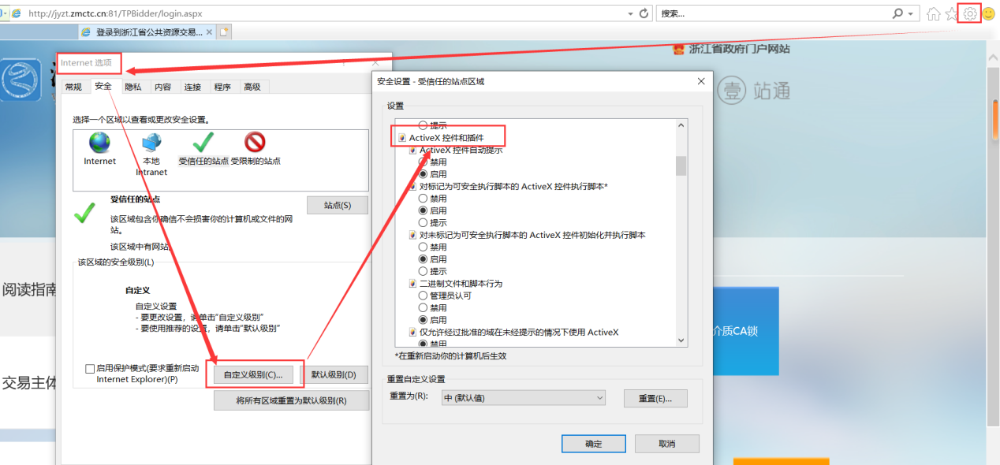 http://jyzt.zmctc.cn:81/TPBidder/login.aspx
搜索...
登录到浙江省公共资源交易...
浙江省政府门户网站
壹 站通
阅读指南
交易主体
介质CA锁
Internet 选项
常规 安全 隐私 内容 连接 程序 高级
选择一个区域以查看或更改安全设置。
Internet
本地
Intranet
受信任的站点
受限制的站点
受信任的站点
站点(S)
该区域包含你确信不会损害你的计算机或文件的网
站。
该区域中有网站。
该区域的安全级别(L)
自定义
自定义设置
- 要更改设置，请单击“自定义级别”
- 要使用推荐的设置，请单击“默认级别”
启用保护模式(要求重新启动
Internet Explorer)(P)
自定义级别(C)...
默认级别(D)
将所有区域重置为默认级别(R)
安全设置 - 受信任的站点区域
设置
提示
ActiveX 控件和插件
ActiveX 控件自动提示
禁用
启用
对标记为可安全执行脚本的 ActiveX 控件执行脚本*
禁用
启用
提示
对未标记为可安全执行脚本的 ActiveX 控件初始化并执行脚本
禁用
启用
提示
二进制文件和脚本行为
管理员认可
禁用
启用
仅允许经过批准的域在未经提示的情况下使用 ActiveX
禁用
*在重新启动你的计算机后生效
重置自定义设置
重置为(R):
中 (默认值)
重置(E)...
确定
取消